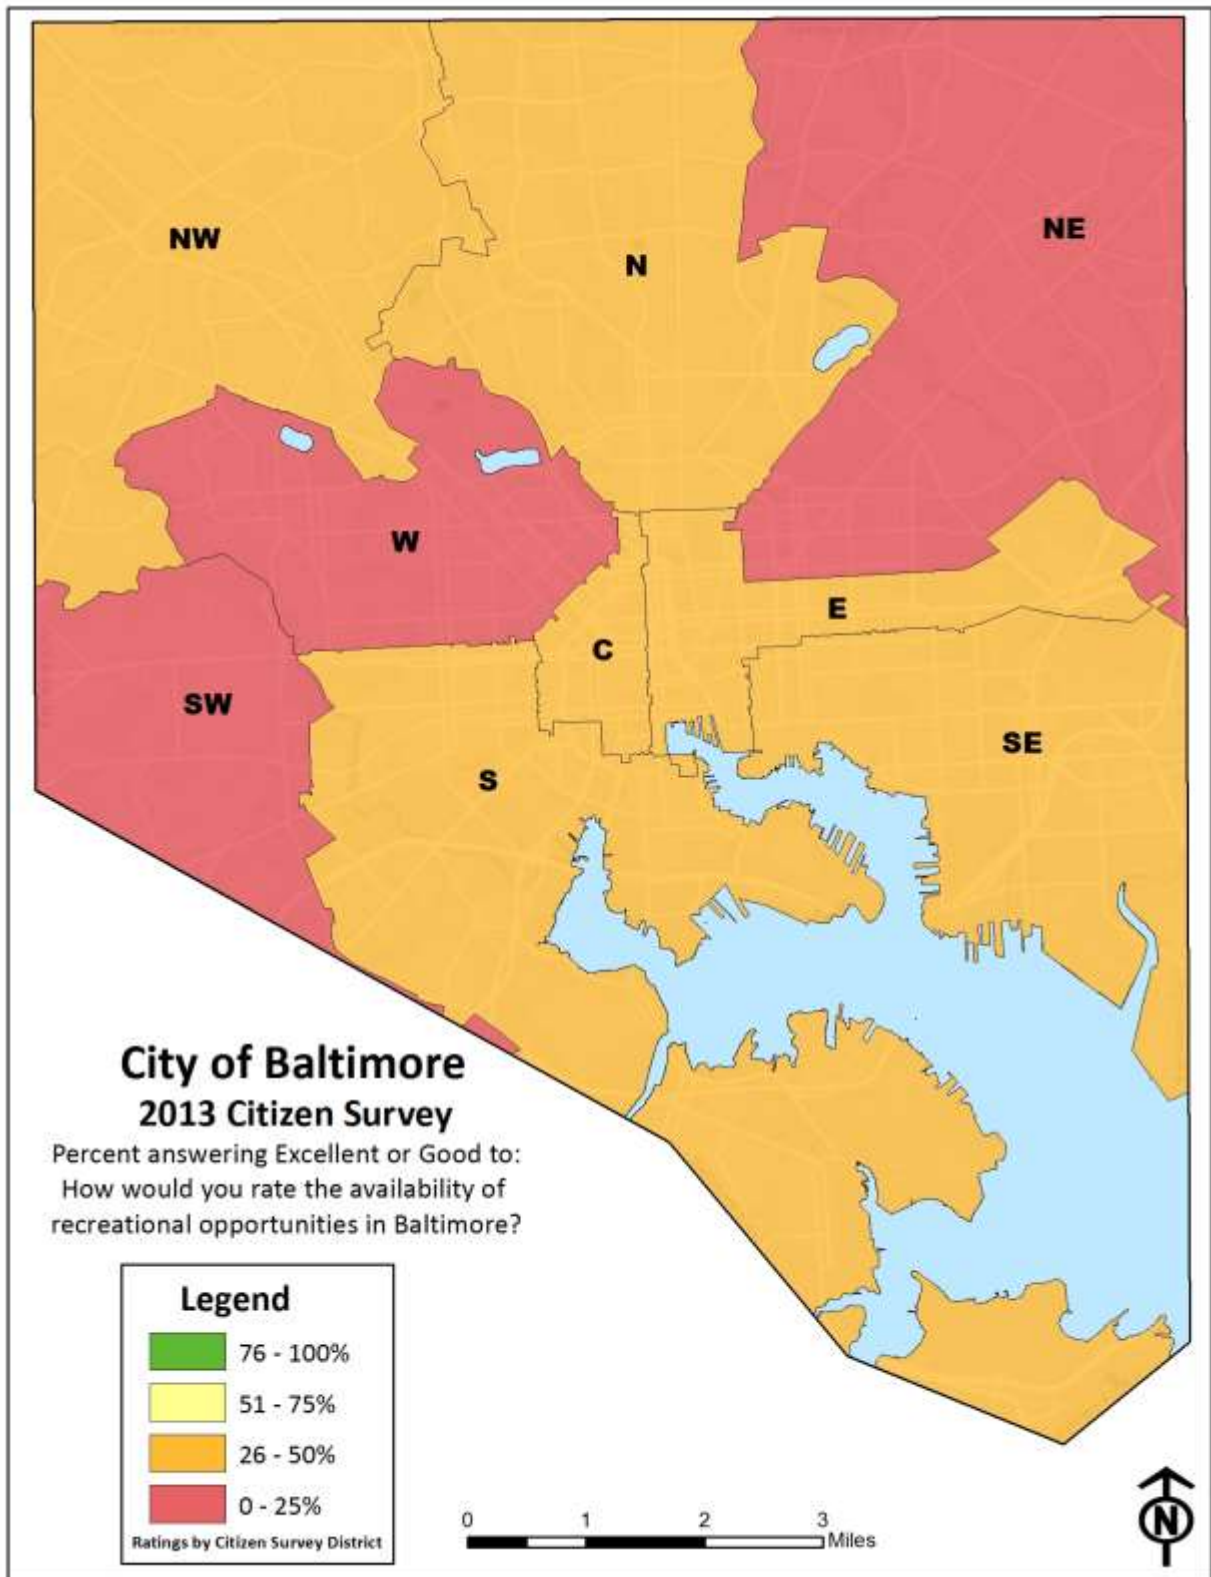 NW
N
NE
W
E
C
SW
SE
S
City of Baltimore
2013 Citizen Survey
Percent answering Excellent or Good to:
How would you rate the availability of
recreational opportunities in Baltimore?
Legend
76 - 100%
51 - 75%
26 - 50%
0 - 25%
Ratings by Citizen Survey District
0 1 2 3
Miles
N